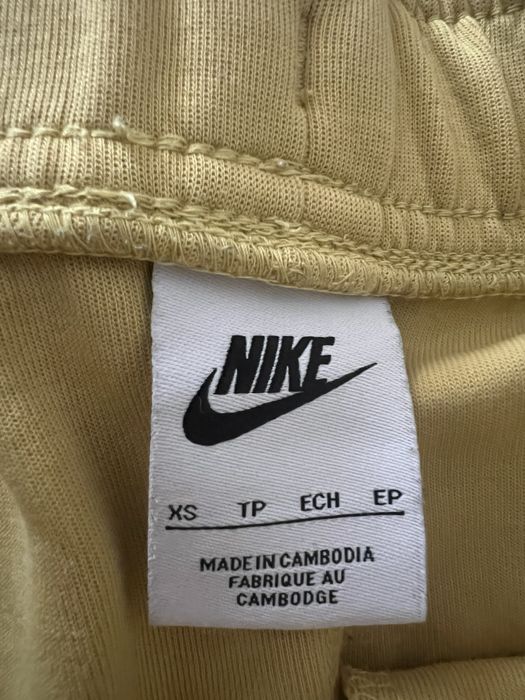 NIKE
XS TP ECH EP
MADE IN CAMBODIA
FABRIQUE AU
CAMBODGE